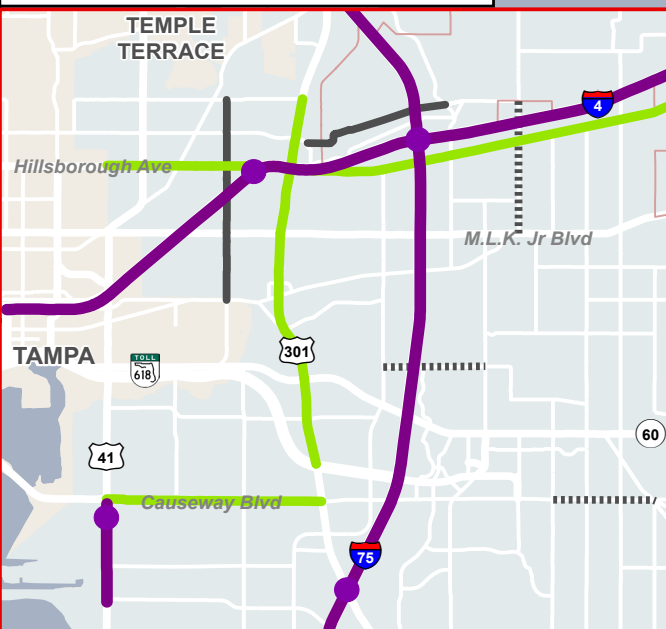 TEMPLE
TERRACE
4
Hillsborough Ave
M.L.K. Jr Blvd
301
TAMPA
TOLL
618
60
41
Causeway Blvd
75